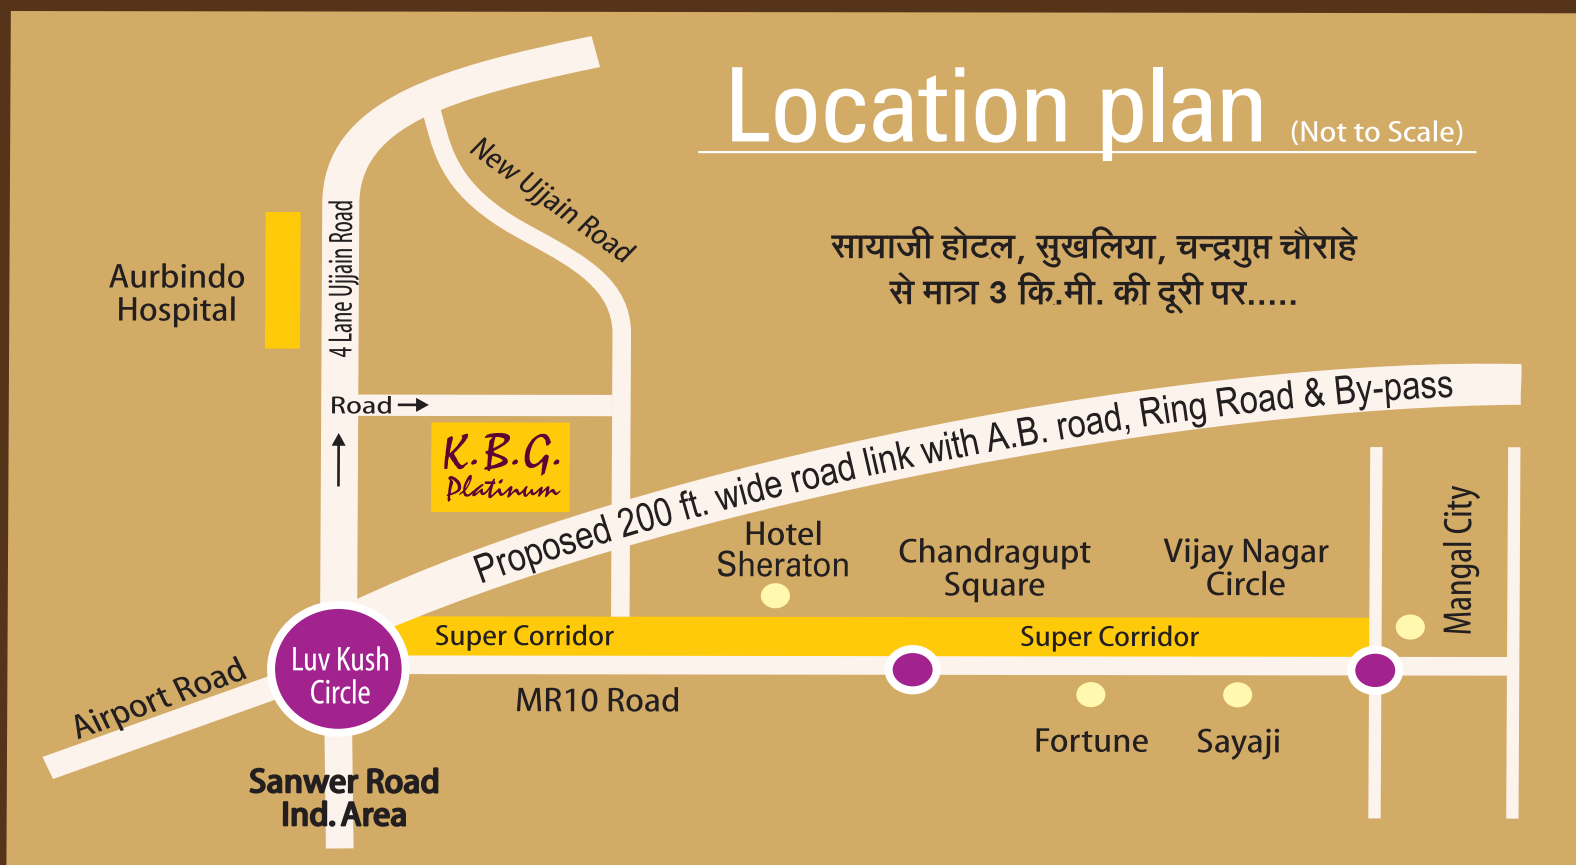 Location plan (Not to Scale)
सायाजी होटल, सुखलिया, चन्द्रगुप्त चौराहे
से मात्र 3 कि.मी. की दूरी पर.....
New Ujjain Road
4 Lane Ujjain Road
Aurbindo
Hospital
Road
K.B.G.
Platinum
Proposed 200 ft. wide road link with A.B. road, Ring Road & By-pass
Hotel
Sheraton
Chandragupt
Square
Vijay Nagar
Circle
Mangal City
Super Corridor
Super Corridor
Luv Kush
Circle
Airport Road
MR10 Road
Fortune
Sayaji
Sanwer Road
Ind. Area